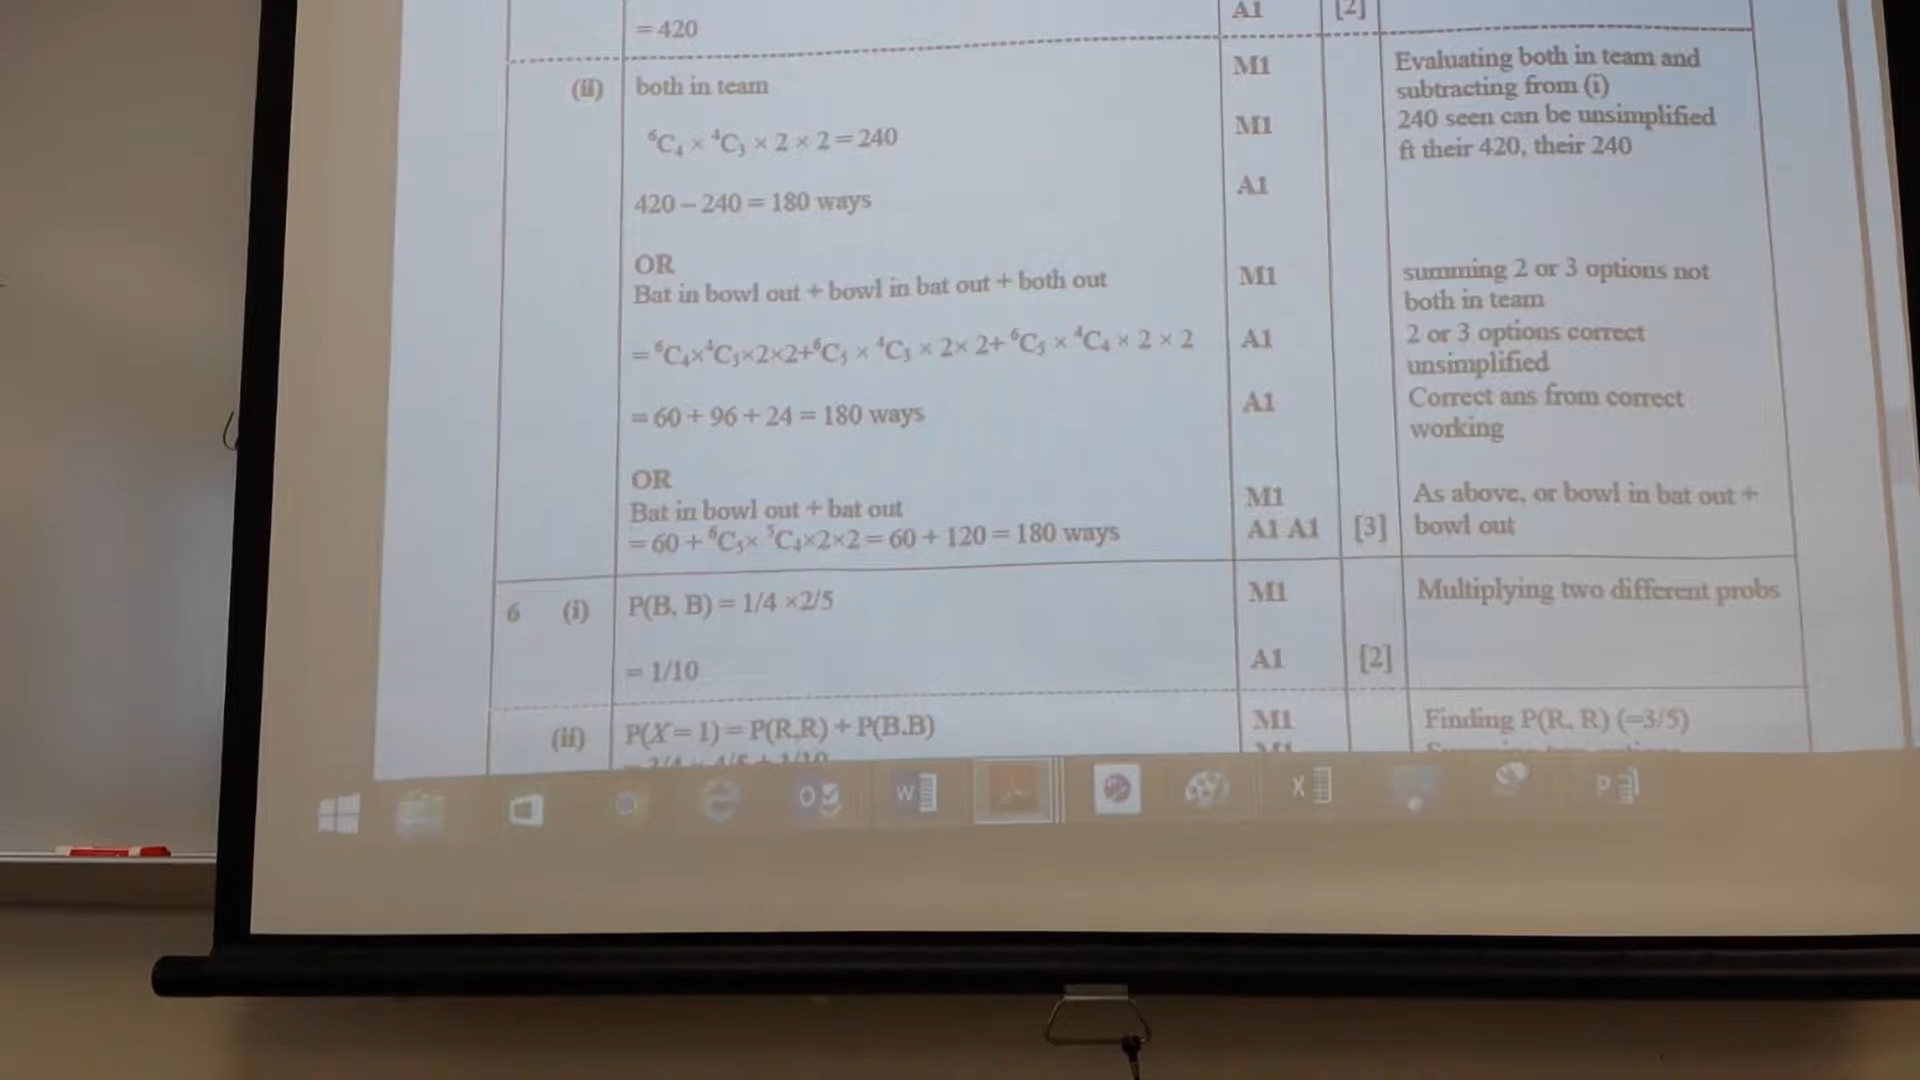 = 420
A1 [2]
(ii) both in team M1 Evaluating both in team and
subtracting from (i)
⁶C₄ × ⁴C₃ × 2 × 2 = 240 M1 240 seen can be unsimplified
ft their 420, their 240
420 – 240 = 180 ways A1
OR
Bat in bowl out + bowl in bat out + both out M1 summing 2 or 3 options not
both in team
= ⁶C₄×⁴C₃×2×2+⁶C₅ × ⁴C₃ × 2× 2+ ⁶C₅ × ⁴C₄ × 2 × 2 A1 2 or 3 options correct
unsimplified
= 60 + 96 + 24 = 180 ways A1 Correct ans from correct
working
OR
Bat in bowl out + bat out M1 As above, or bowl in bat out +
= 60 + ⁶C₅× ⁵C₄×2×2 = 60 + 120 = 180 ways A1 A1 [3] bowl out
6 (i) P(B, B) = 1/4 ×2/5 M1 Multiplying two different probs
= 1/10 A1 [2]
(ii) P(X = 1) = P(R,R) + P(B,B) M1 Finding P(R, R) (=3/5)